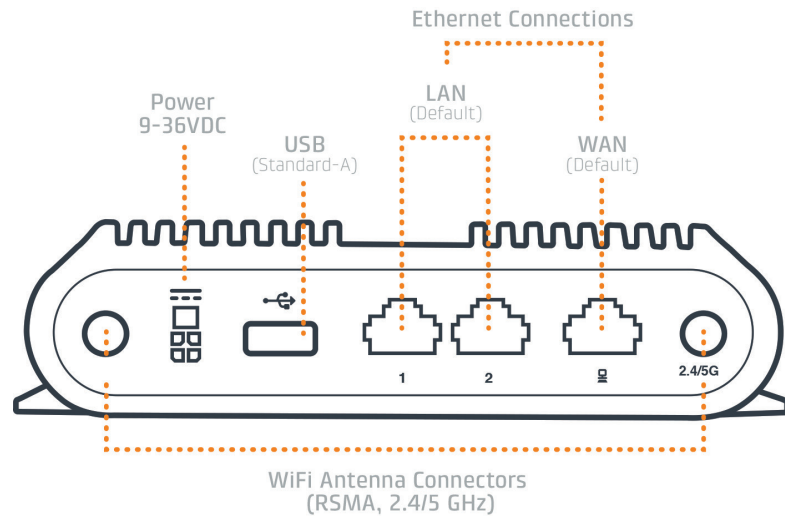 Ethernet Connections
Power
9-36VDC
LAN
(Default)
USB
(Standard-A)
WAN
(Default)
1
2
2.4/5G
WiFi Antenna Connectors
(RSMA, 2.4/5 GHz)